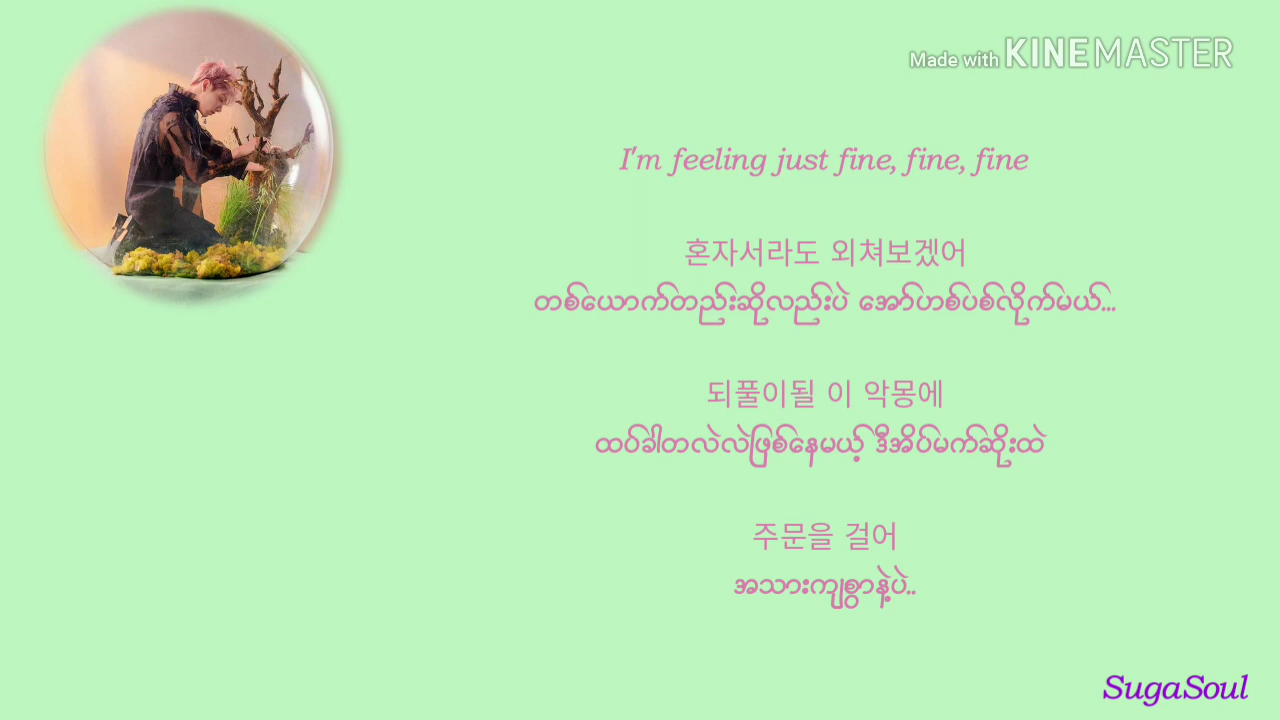 Made with KINEMASTER
I'm feeling just fine, fine, fine
혼자서라도 외쳐보겠어
တစ်ယောက်တည်းဆိုလည်းပဲ အော်ဟစ်ပစ်လိုက်မယ်...
되풀이될 이 악몽에
ထပ်ခါတလဲလဲဖြစ်နေမယ့် ဒီအိပ်မက်ဆိုးထဲ
주문을 걸어
အသားကျစွာနဲ့ပဲ..
SugaSoul